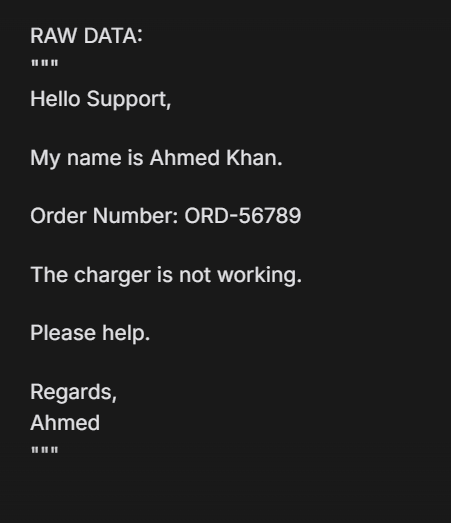 RAW DATA:
"""
Hello Support,
My name is Ahmed Khan.
Order Number: ORD-56789
The charger is not working.
Please help.
Regards,
Ahmed
"""